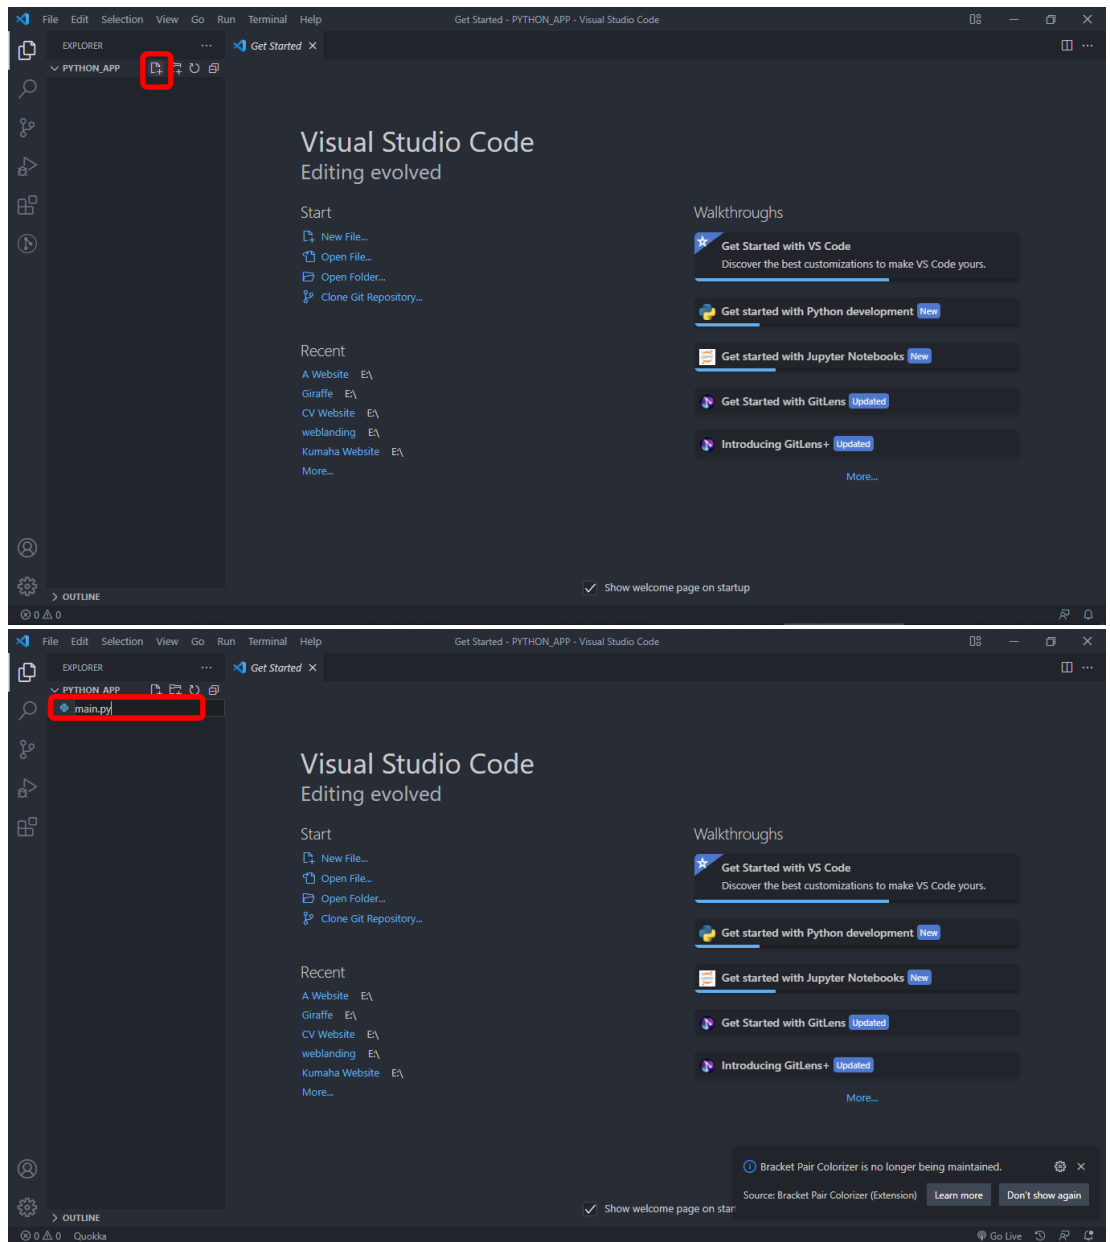 File Edit Selection View Go Run Terminal Help Get Started - PYTHON_APP - Visual Studio Code
EXPLORER ··· Get Started
PYTHON_APP
Visual Studio Code
Editing evolved
Start
New File...
Open File...
Open Folder...
Clone Git Repository...
Recent
A Website E:\
Giraffe E:\
CV Website E:\
weblanding E:\
Kumaha Website E:\
More...
Walkthroughs
Get Started with VS Code
Discover the best customizations to make VS Code yours.
Get started with Python development New
Get started with Jupyter Notebooks New
Get Started with GitLens Updated
Introducing GitLens+ Updated
More...
Show welcome page on startup
OUTLINE
0 0
File Edit Selection View Go Run Terminal Help Get Started - PYTHON_APP - Visual Studio Code
EXPLORER ··· Get Started
PYTHON_APP
main.py
Visual Studio Code
Editing evolved
Start
New File...
Open File...
Open Folder...
Clone Git Repository...
Recent
A Website E:\
Giraffe E:\
CV Website E:\
weblanding E:\
Kumaha Website E:\
More...
Walkthroughs
Get Started with VS Code
Discover the best customizations to make VS Code yours.
Get started with Python development New
Get started with Jupyter Notebooks New
Get Started with GitLens Updated
Introducing GitLens+ Updated
More...
Bracket Pair Colorizer is no longer being maintained.
Source: Bracket Pair Colorizer (Extension) Learn more Don't show again
Show welcome page on star
OUTLINE
0 0 Quokka Go Live